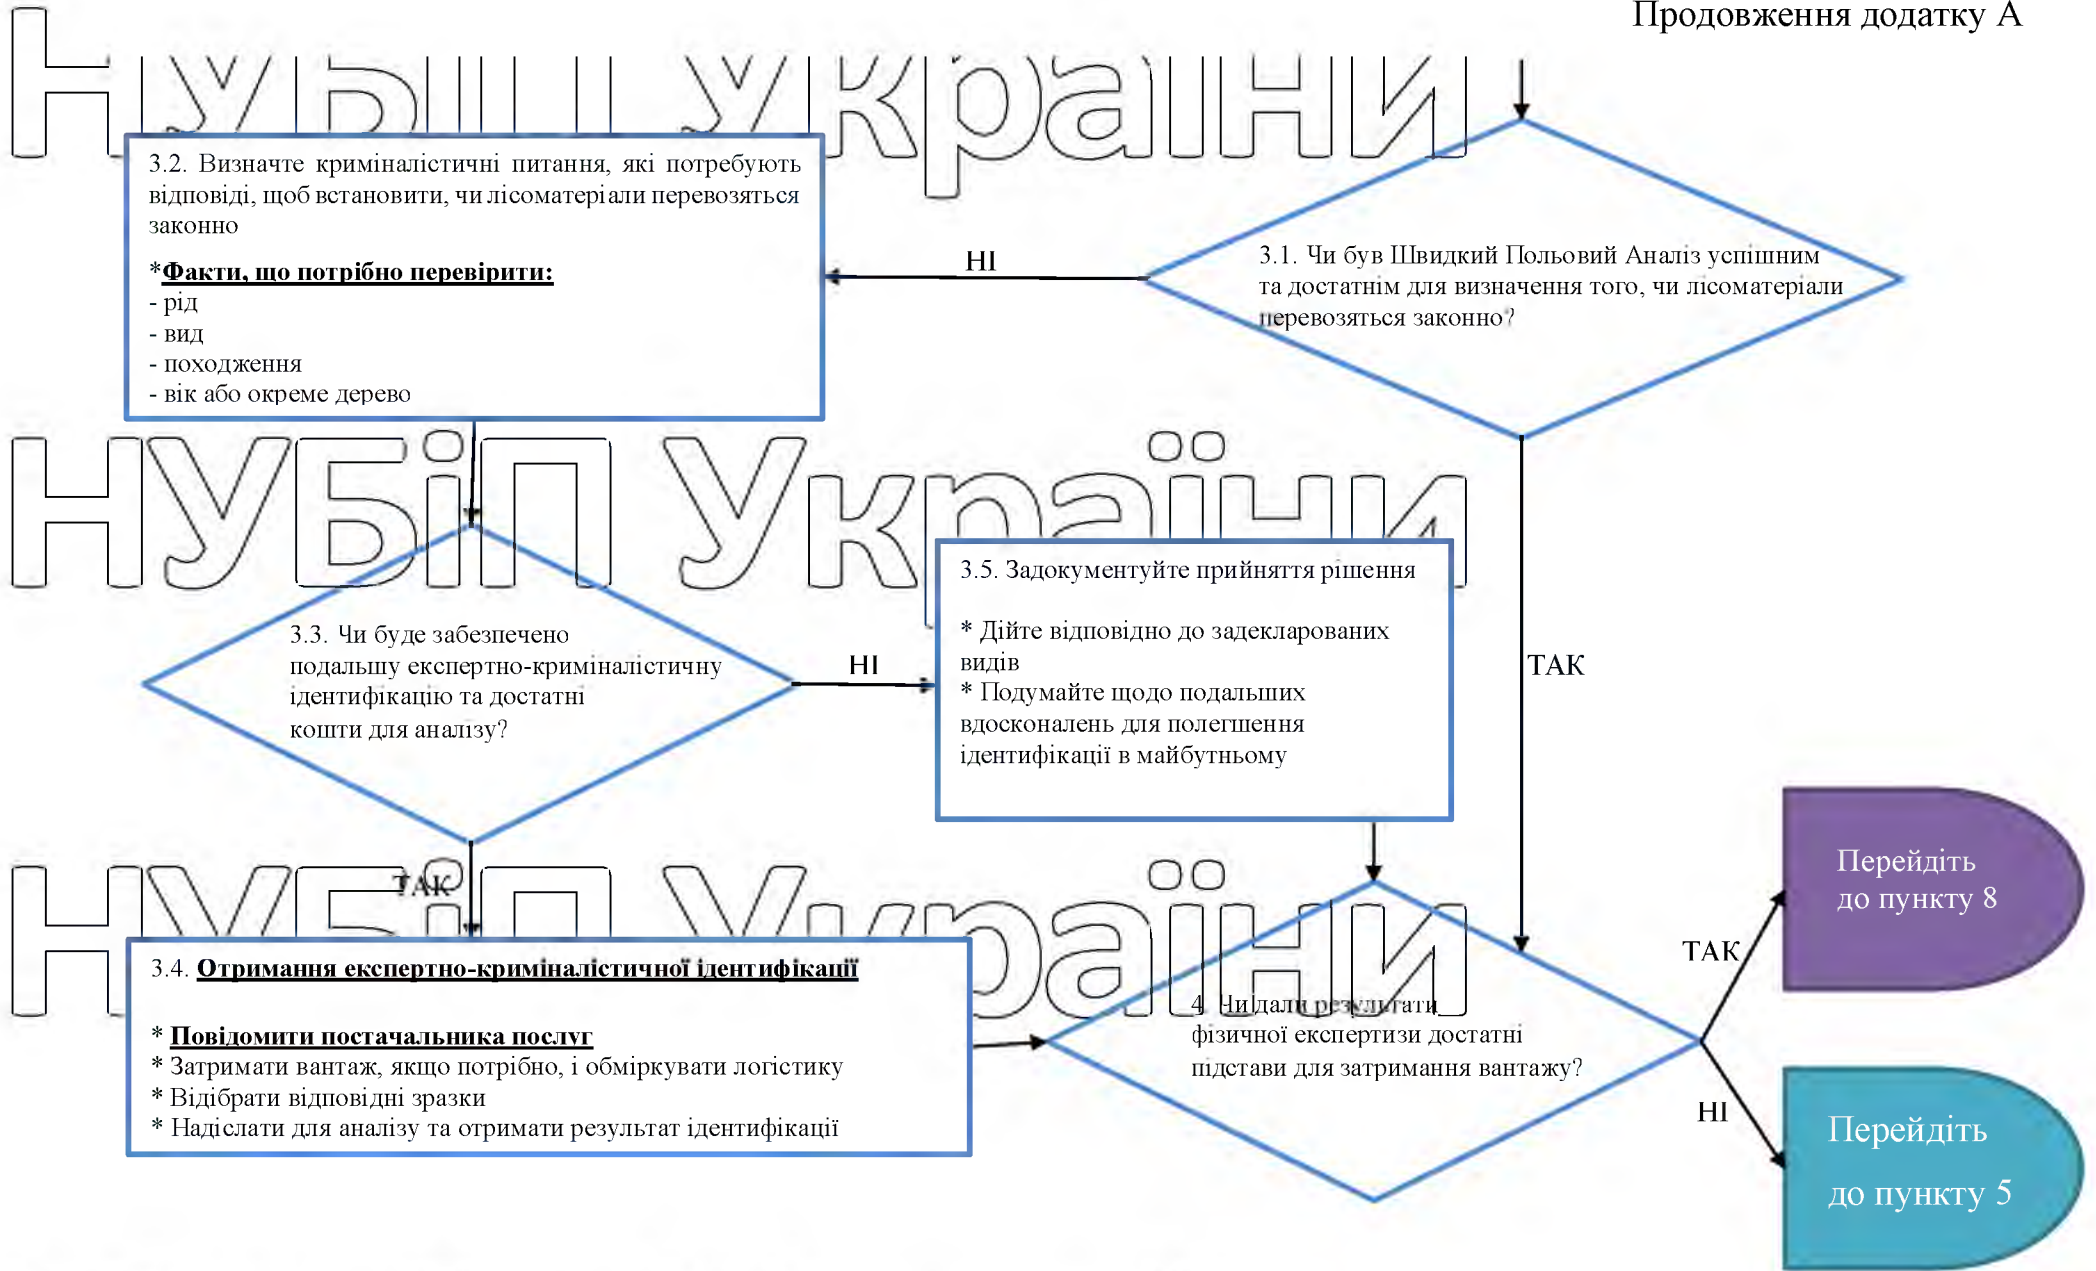 Продовження додатку А
НУБІП України
3.2. Визначте криміналістичні питання, які потребують
відповіді, щоб встановити, чи лісоматеріали перевозяться
законно
*Факти, що потрібно перевірити:
- рід
- вид
- походження
- вік або окреме дерево
НІ
3.1. Чи був Швидкий Польовий Аналіз успішним
та достатнім для визначення того, чи лісоматеріали
перевозяться законно?
НУБіП України
3.3. Чи буде забезпечено
подальшу експертно-криміналістичну
ідентифікацію та достатні
кошти для аналізу?
НІ
3.5. Задокументуйте прийняття рішення
* Дійте відповідно до задекларованих
видів
* Подумайте щодо подальших
вдосконалень для полегшення
ідентифікації в майбутньому
ТАК
ТАК
НУБіП України
3.4. Отримання експертно-криміналістичної ідентифікації
* Повідомити постачальника послуг
* Затримати вантаж, якщо потрібно, і обміркувати логістику
* Відібрати відповідні зразки
* Надіслати для аналізу та отримати результат ідентифікації
4. Чи дали результати
фізичної експертизи достатні
підстави для затримання вантажу?
ТАК
Перейдіть
до пункту 8
НІ
Перейдіть
до пункту 5